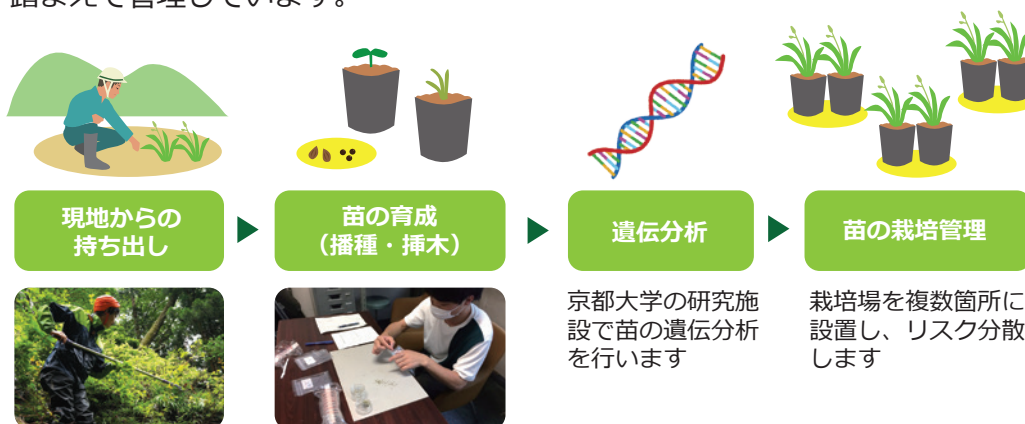 踏まえて管理しています。
現地からの
持ち出し
苗の育成
（播種・挿木）
遺伝分析
苗の栽培管理
京都大学の研究施
設で苗の遺伝分析
を行います
栽培場を複数箇所に
設置し、リスク分散
します